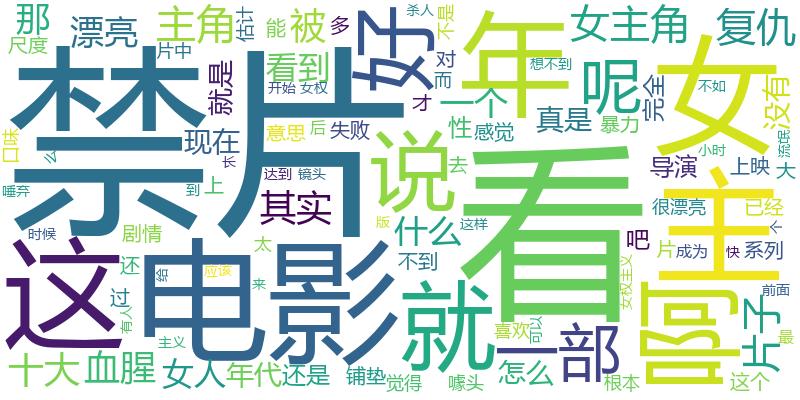 那
漂亮
主角
估计
能
被
多
好
杀人
不是
年
女主角
复仇
尺度
片中
看到
对
想不到
女
就是
而
呢
完全
不如
没有
禁片
开始
女权
才
一个
口味
现在
意思
后
失败
说
性
感觉
真是
暴力
流氓
么
长
达到
镜头
去
看
导演
小时
上映
大
唾弃
到
上
其实
很漂亮
已经
主
这
电影
剧情
太
版
什么
这样
吧
片
成为
个
快
系列
时候
还
给
应该
不到
就
女权主义
啊
前面
过
来
喜欢
可以
一部
片子
有人
主义
最
十大
血腥
女人
年代
还是
铺垫
觉得
噱头
怎么
根本
这个